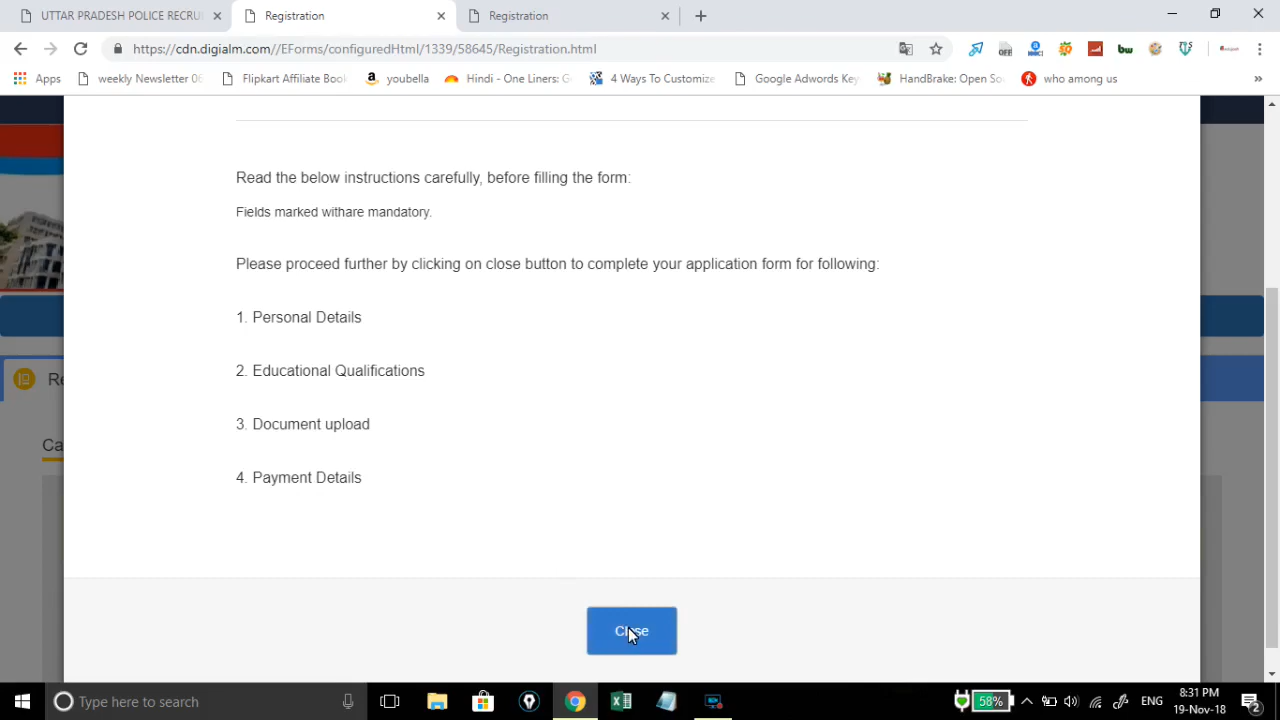 UTTAR PRADESH POLICE RECRU
Registration
Registration
https://cdn.digialm.com//EForms/configuredHtml/1339/58645/Registration.html
Apps
weekly Newsletter 06
Flipkart Affiliate Book
youbella
Hindi - One Liners: G
4 Ways To Customize
Google Adwords Key
HandBrake: Open So
who among us
Read the below instructions carefully, before filling the form:
Fields marked withare mandatory.
Please proceed further by clicking on close button to complete your application form for following:
1. Personal Details
2. Educational Qualifications
Re
3. Document upload
Ca
4. Payment Details
Close
Type here to search
58%
ENG
8:31 PM
19-Nov-18
2